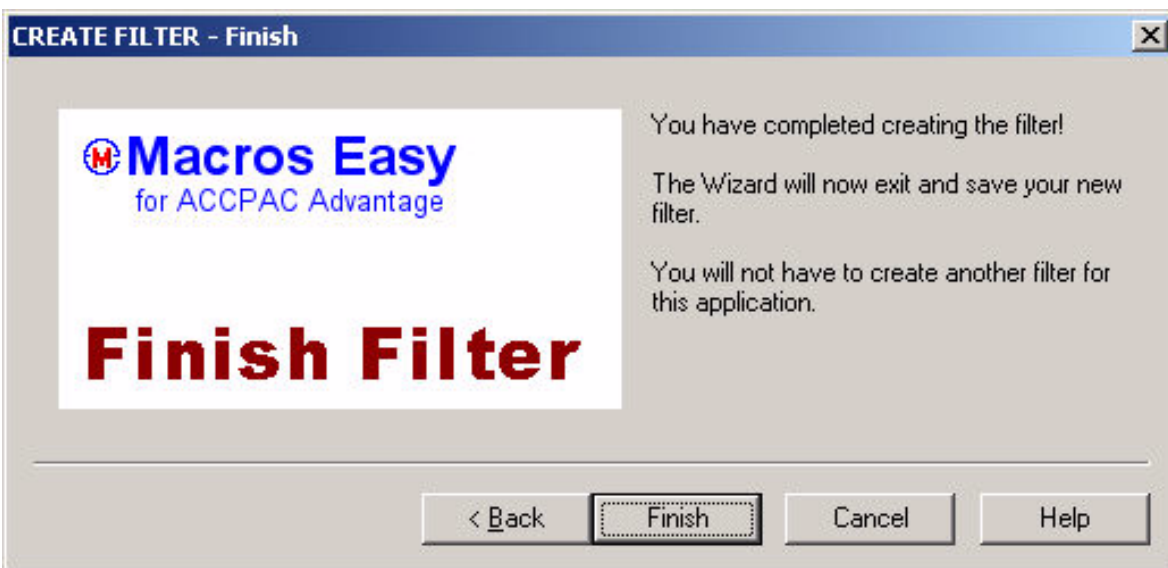 CREATE FILTER - Finish
M
Macros Easy
for ACCPAC Advantage
Finish Filter
You have completed creating the filter!
The Wizard will now exit and save your new
filter.
You will not have to create another filter for
this application.
< Back
Finish
Cancel
Help